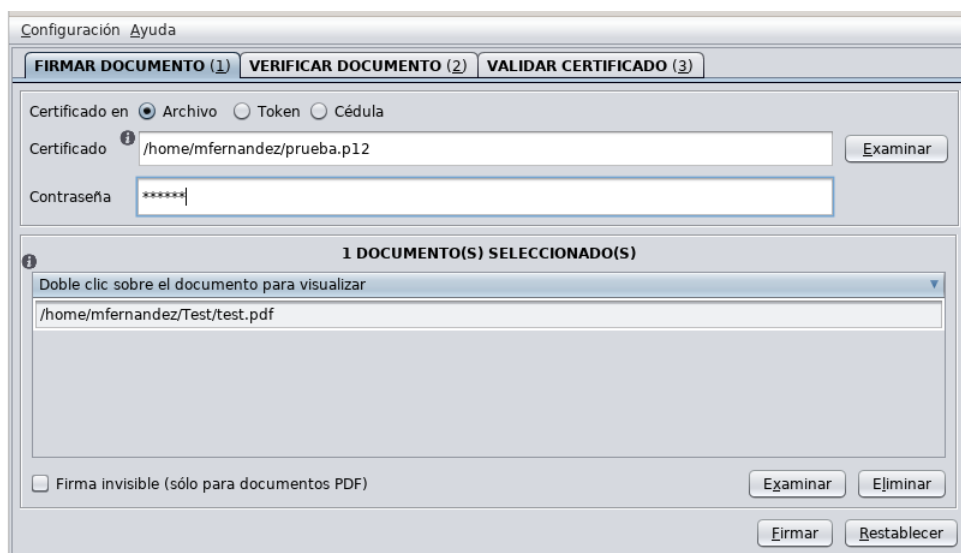 Configuración Ayuda
FIRMAR DOCUMENTO (1) VERIFICAR DOCUMENTO (2) VALIDAR CERTIFICADO (3)
Certificado en Archivo Token Cédula
Certificado /home/mfernandez/prueba.p12 Examinar
Contraseña ******
1 DOCUMENTO(S) SELECCIONADO(S)
Doble clic sobre el documento para visualizar
/home/mfernandez/Test/test.pdf
Firma invisible (sólo para documentos PDF) Examinar Eliminar
Firmar Restablecer